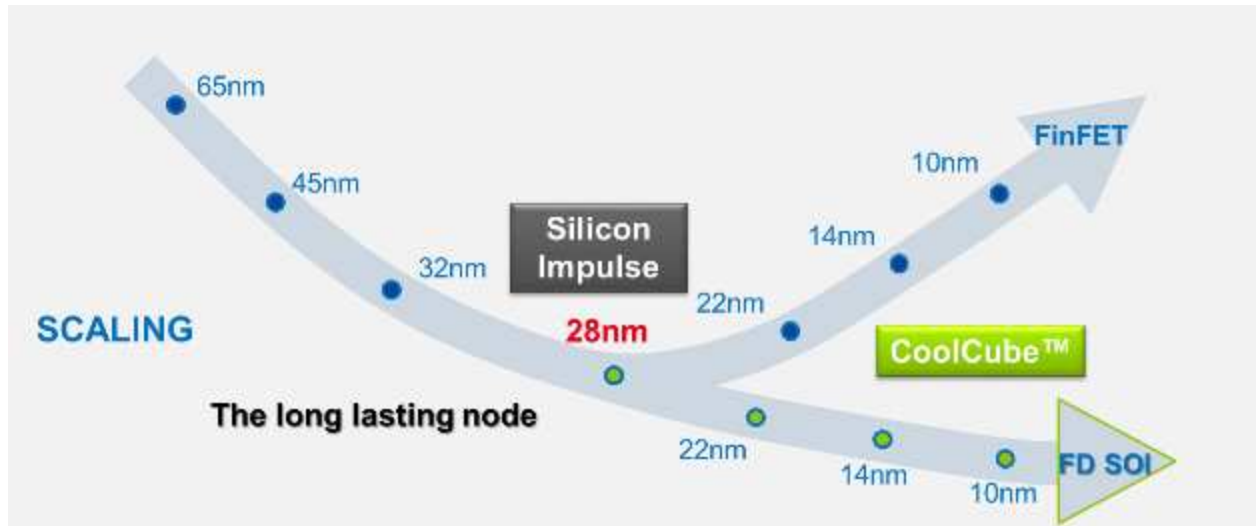 65nm
45nm
32nm
SCALING
Silicon
Impulse
28nm
The long lasting node
22nm
14nm
10nm
FinFET
CoolCube™
22nm
14nm
10nm
FD SOI